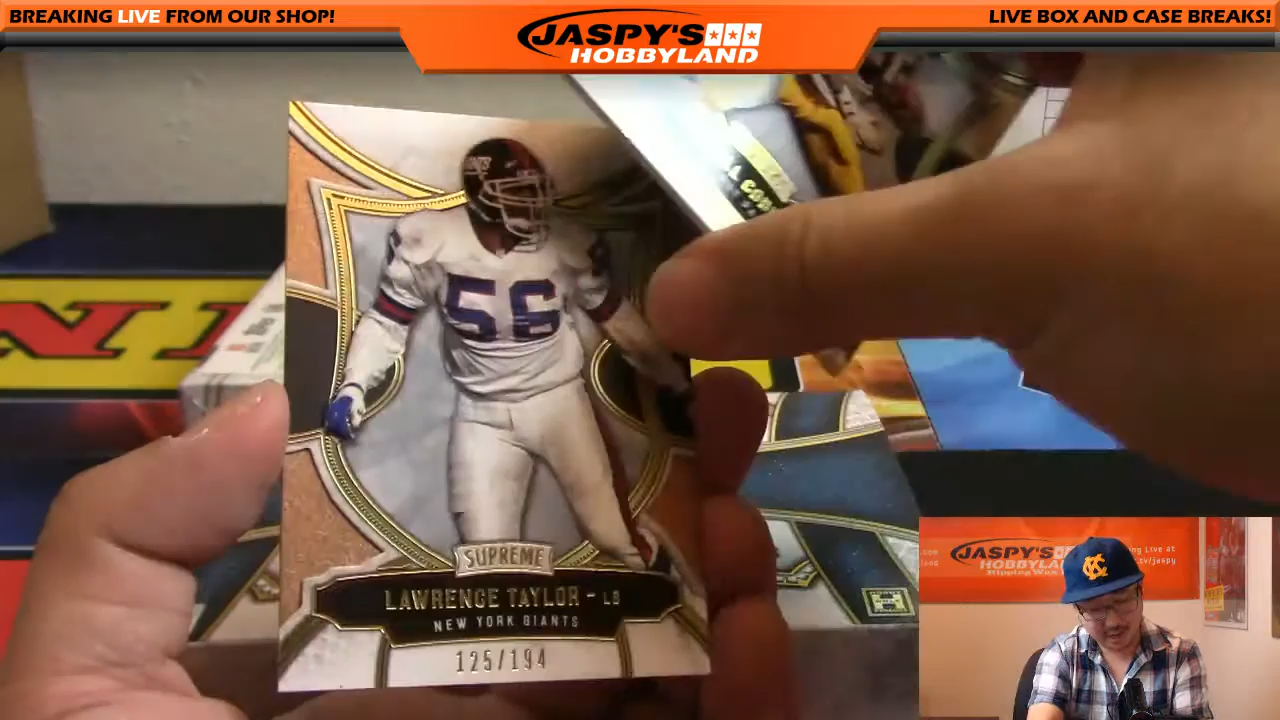 BREAKING LIVE FROM OUR SHOP!
JASPY'S
HOBBYLAND
LIVE BOX AND CASE BREAKS!
56
SUPREME
LAWRENCE TAYLOR - LB
NEW YORK GIANTS
125/194
JASPY'S
HOBBYLAND
KC